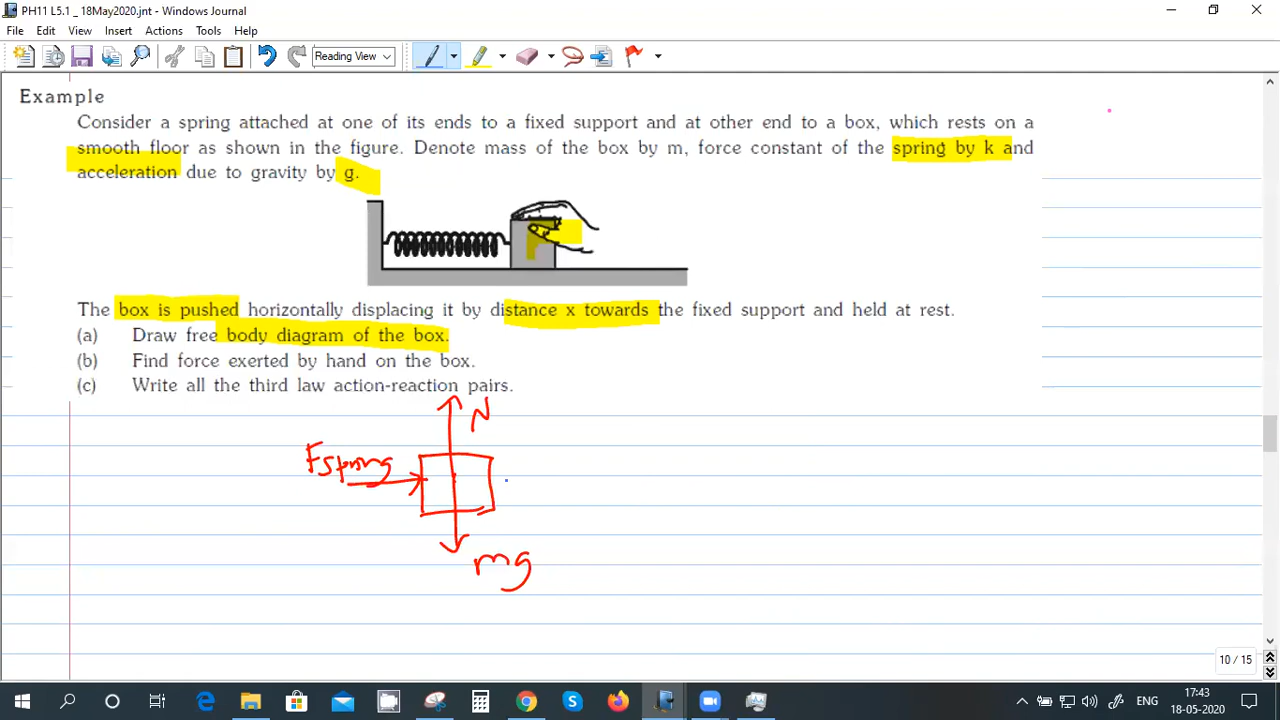 PH11 L5.1 _ 18May2020.jnt - Windows Journal
File Edit View Insert Actions Tools Help
Reading View
Example
Consider a spring attached at one of its ends to a fixed support and at other end to a box, which rests on a
smooth floor as shown in the figure. Denote mass of the box by m, force constant of the spring by k and
acceleration due to gravity by g.
The box is pushed horizontally displacing it by distance x towards the fixed support and held at rest.
(a) Draw free body diagram of the box.
(b) Find force exerted by hand on the box.
(c) Write all the third law action-reaction pairs.
N
Fspring
mg
10 / 15
ENG
17:43
18-05-2020